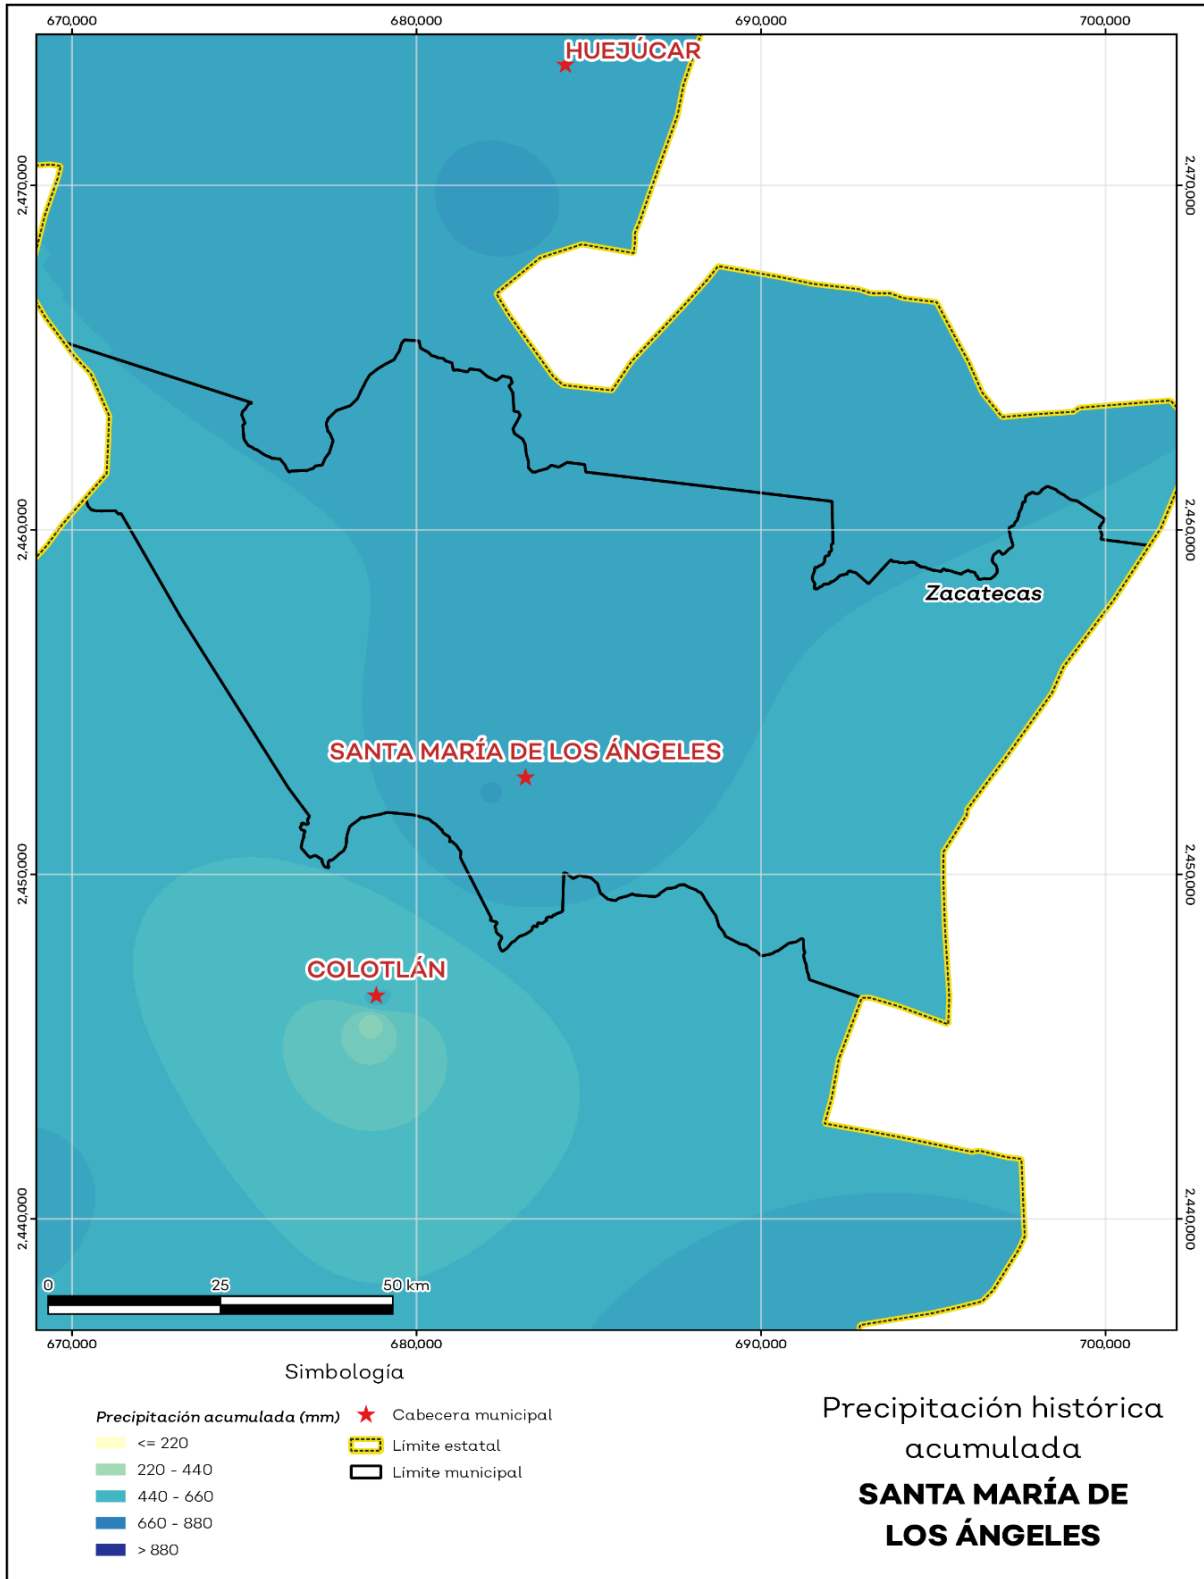 670,000 680,000 690,000 700,000
HUEJÚCAR
2,470,000 2,470,000
2,460,000 2,460,000
Zacatecas
SANTA MARÍA DE LOS ÁNGELES
2,450,000 2,450,000
COLOTLÁN
2,440,000 2,440,000
0 25 50 km
670,000 680,000 690,000 700,000
Simbología
Precipitación acumulada (mm)
<= 220
220 - 440
440 - 660
660 - 880
> 880
Cabecera municipal
Límite estatal
Límite municipal
Precipitación histórica
acumulada
SANTA MARÍA DE
LOS ÁNGELES